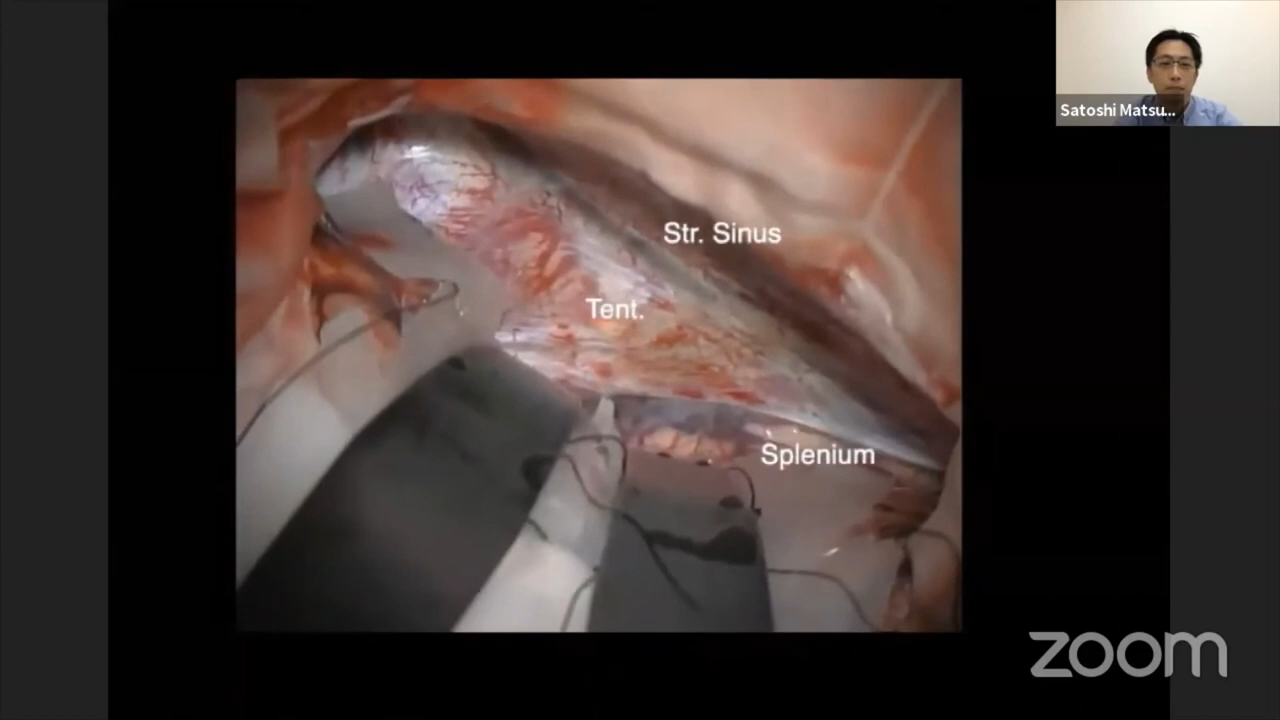 Satoshi Matsu...
Str. Sinus
Tent.
Splenium
zoom